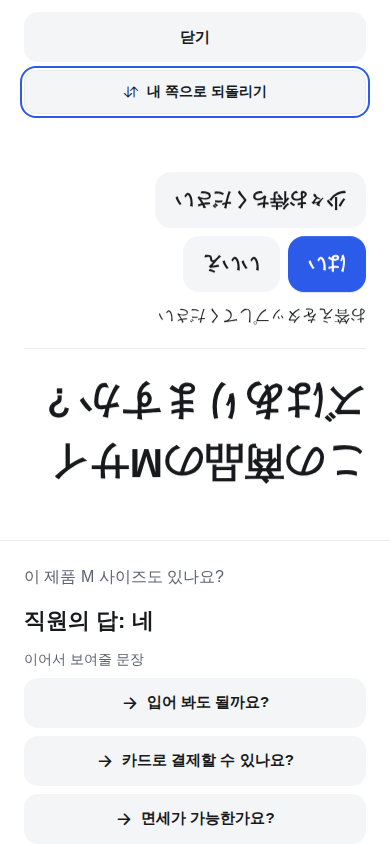 닫기
내 쪽으로 되돌리기
この商品のMサイ
ズはありますか？
お答えをタップしてください
はい
いいえ
少々お待ちください
이 제품 M 사이즈도 있나요?
직원의 답: 네
이어서 보여줄 문장
입어 봐도 될까요?
카드로 결제할 수 있나요?
면세가 가능한가요?